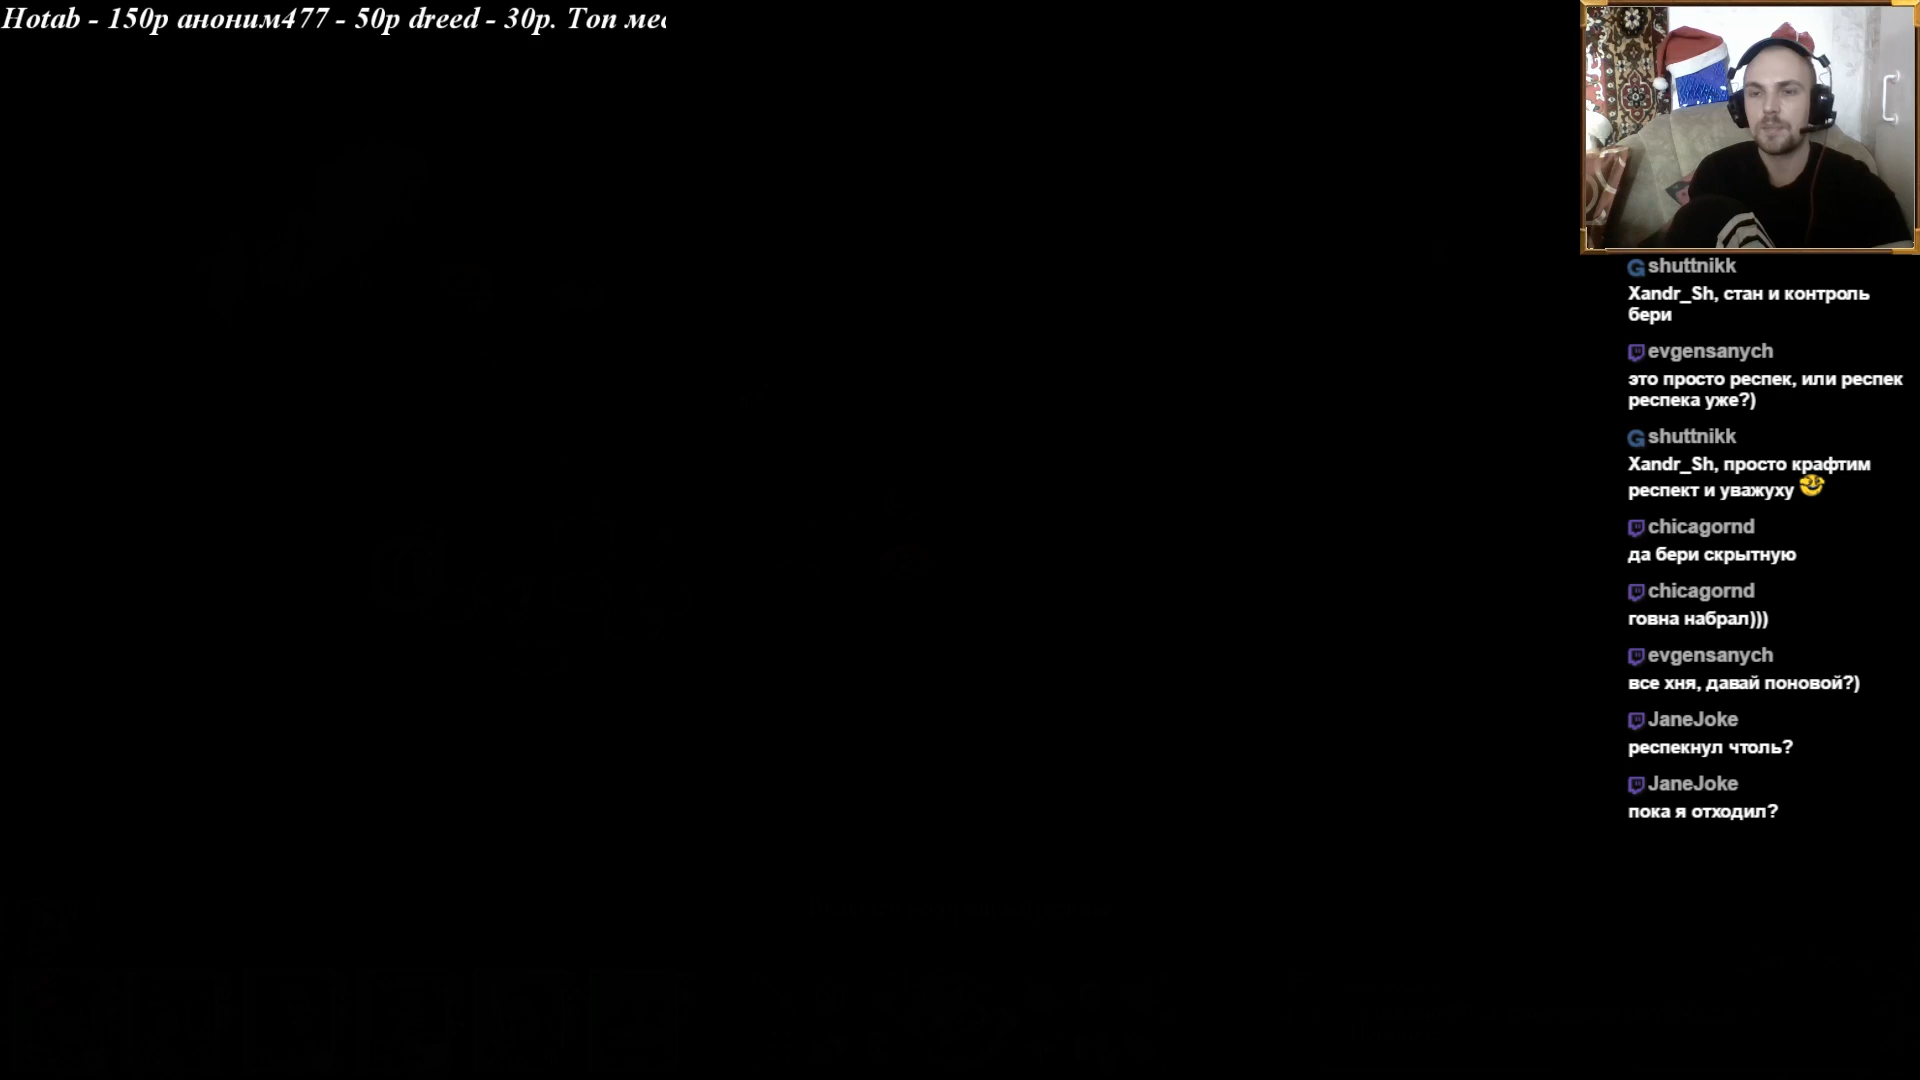 Hotab - 150р аноним477 - 50р dreed - 30р. Топ
shuttnikk
Xandr_Sh, стан и контроль
бери
evgensanych
это просто респек, или респек
респека уже?)
shuttnikk
Xandr_Sh, просто крафтим
респект и уважуху
chicagornd
да бери скрытную
chicagornd
говна набрал)))
evgensanych
все хня, давай поновой?)
JaneJoke
респекнул чтоль?
JaneJoke
пока я отходил?